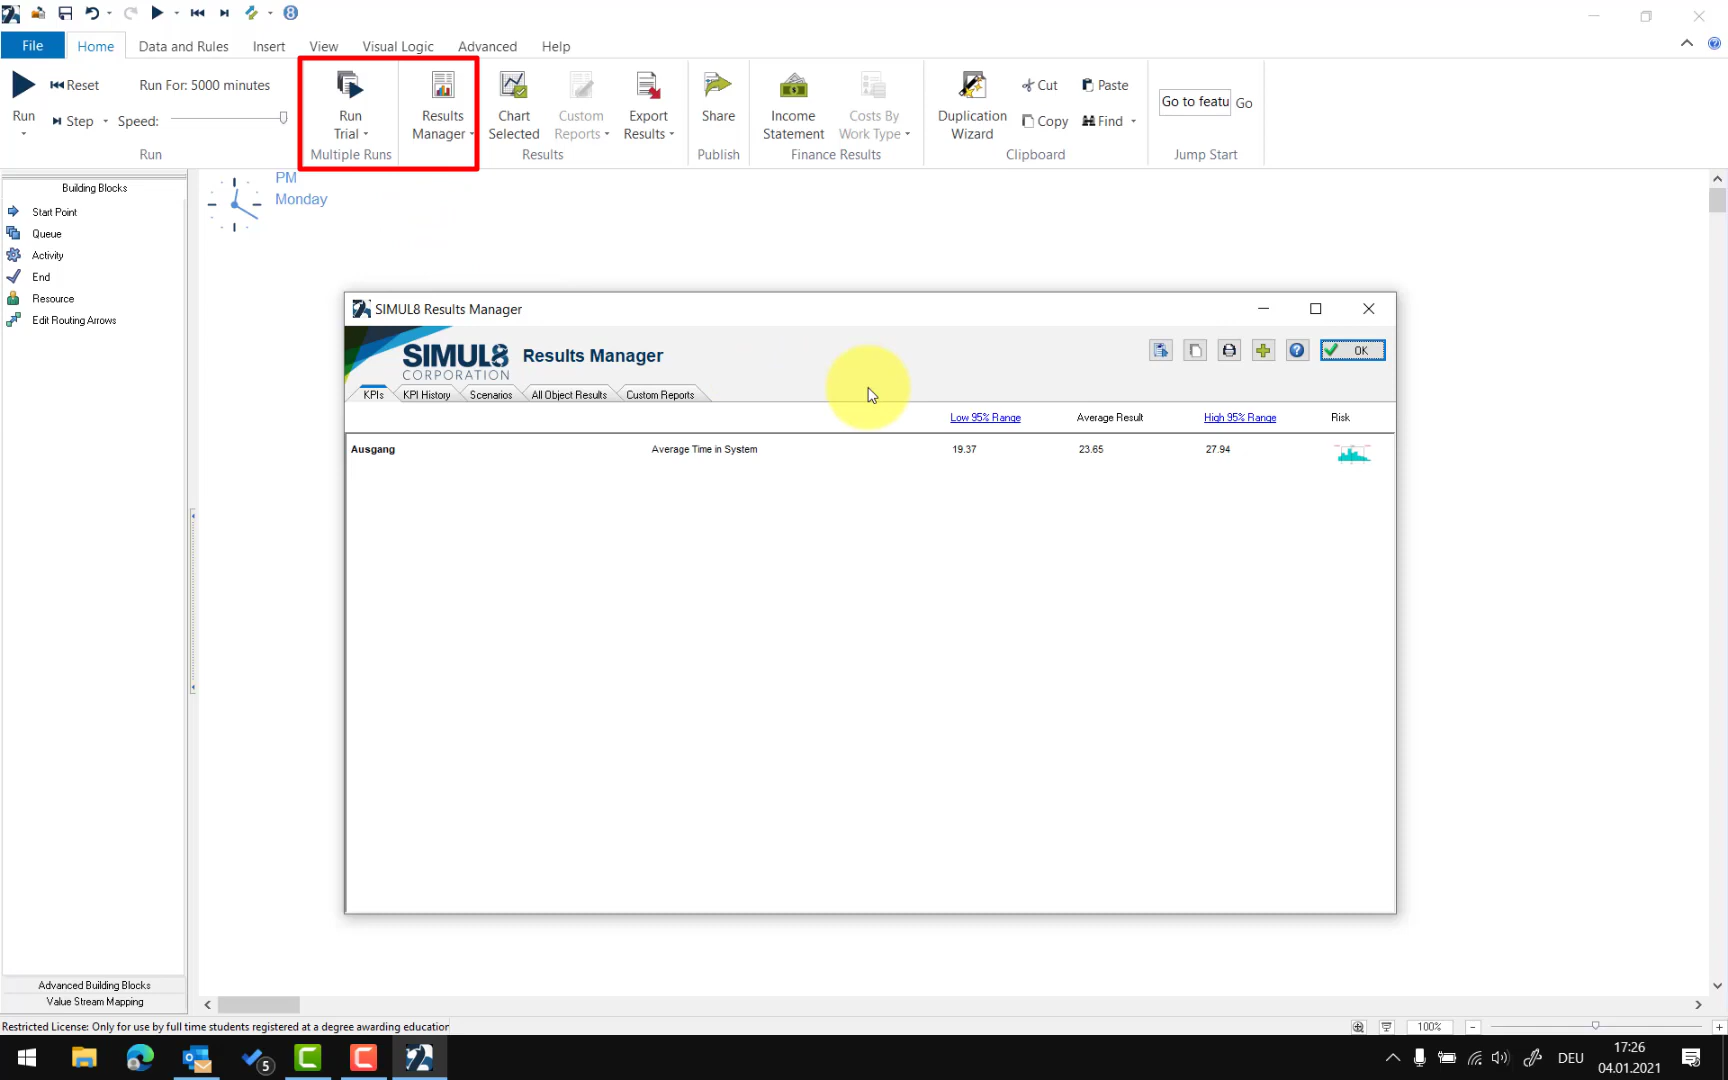 File Home Data and Rules Insert View Visual Logic Advanced Help
Run
Reset
Step
Run For: 5000 minutes
Speed:
Run
Run Trial
Multiple Runs
Results Manager
Chart Selected
Custom Reports
Export Results
Results
Share
Publish
Income Statement
Costs By Work Type
Finance Results
Duplication Wizard
Cut
Copy
Paste
Find
Clipboard
Go to featu Go
Jump Start
Building Blocks
Start Point
Queue
Activity
End
Resource
Edit Routing Arrows
Advanced Building Blocks
Value Stream Mapping
PM
Monday
SIMUL8 Results Manager
SIMUL8
CORPORATION
Results Manager
OK
KPIs KPI History Scenarios All Object Results Custom Reports
Low 95% Range Average Result High 95% Range Risk
Ausgang Average Time in System 19.37 23.65 27.94
Restricted License: Only for use by full time students registered at a degree awarding education
100%
5
DEU
17:26
04.01.2021